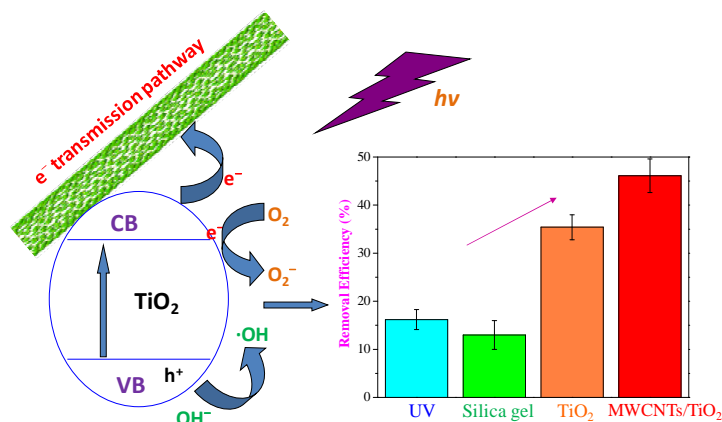 e⁻ transmission pathway
hν
e⁻
CB
e⁻
O₂
O₂⁻
TiO₂
·OH
VB
h⁺
OH⁻
Removal Efficiency (%)
50
40
30
20
10
0
UV
Silica gel
TiO₂
MWCNTs/TiO₂